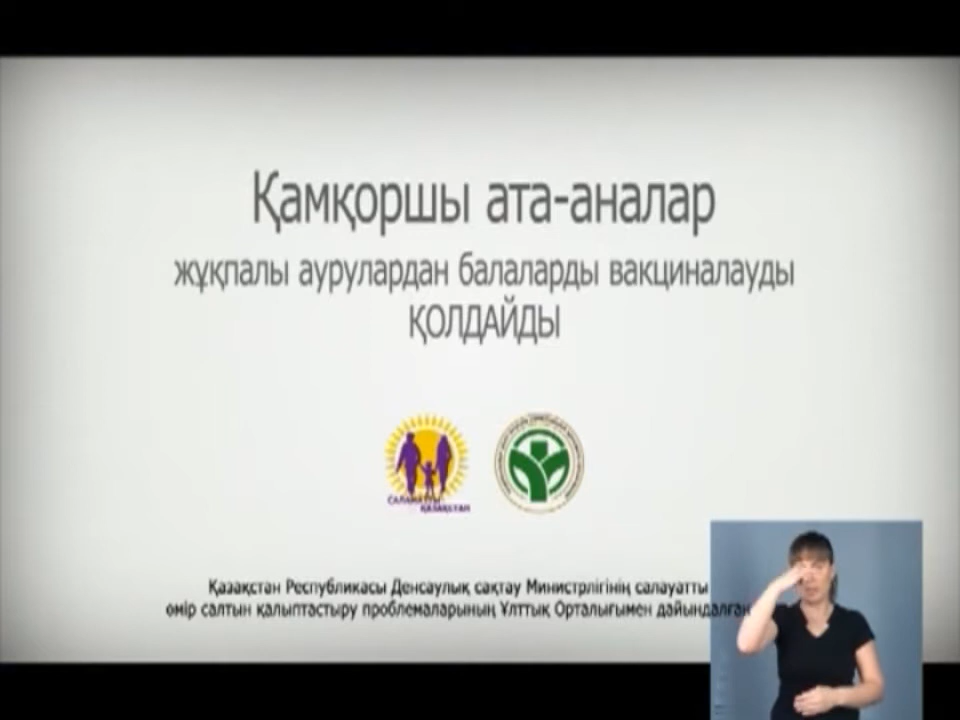 Қамқоршы ата-аналар
жұқпалы аурулардан балаларды вакциналауды
ҚОЛДАЙДЫ
САЛАМАТТЫ
ҚАЗАҚСТАН
Қазақстан Республикасы Денсаулық сақтау Министрлігінің салауатты
өмір салтын қалыптастыру проблемаларының Ұлттық Орталығымен дайындалған